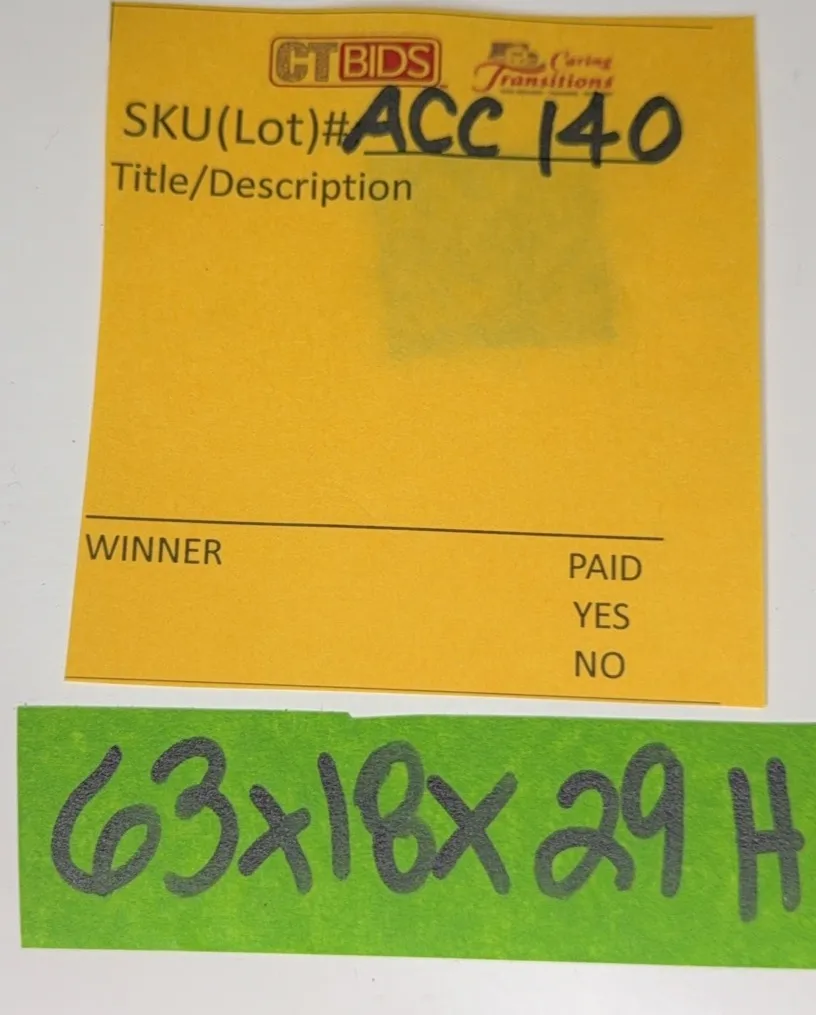 CTBIDS Caring Transitions
SKU(Lot)# ACC 140
Title/Description
WINNER PAID
YES
NO
63x18x29 H